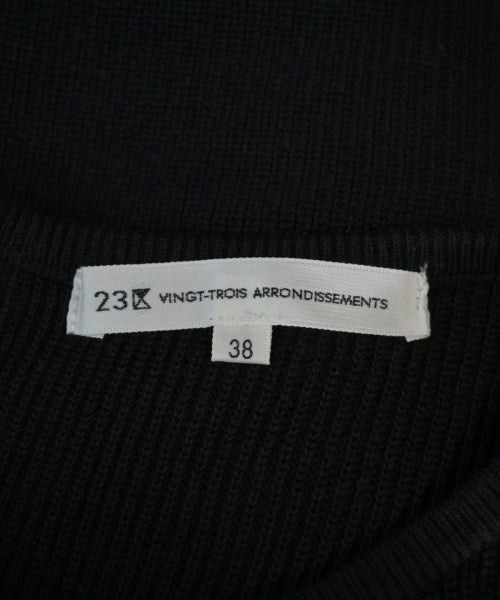 23区 VINGT-TROIS ARRONDISSEMENTS
38